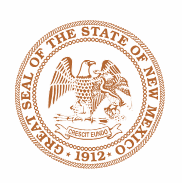 GREAT SEAL OF THE STATE OF NEW MEXICO
CRESCIT EUNDO
•1912•